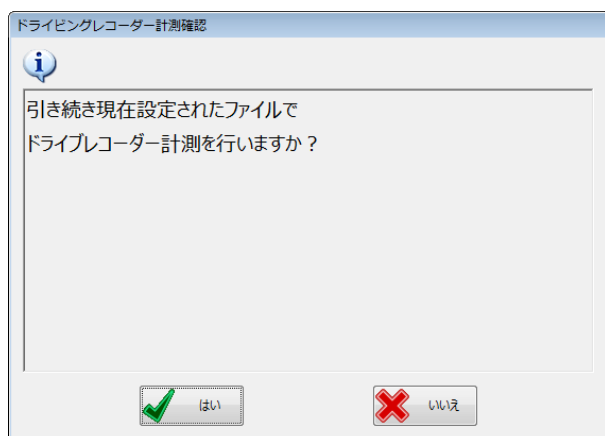 ドライビングレコーダー計測確認
引き続き現在設定されたファイルで
ドライブレコーダー計測を行いますか？
はい
いいえ